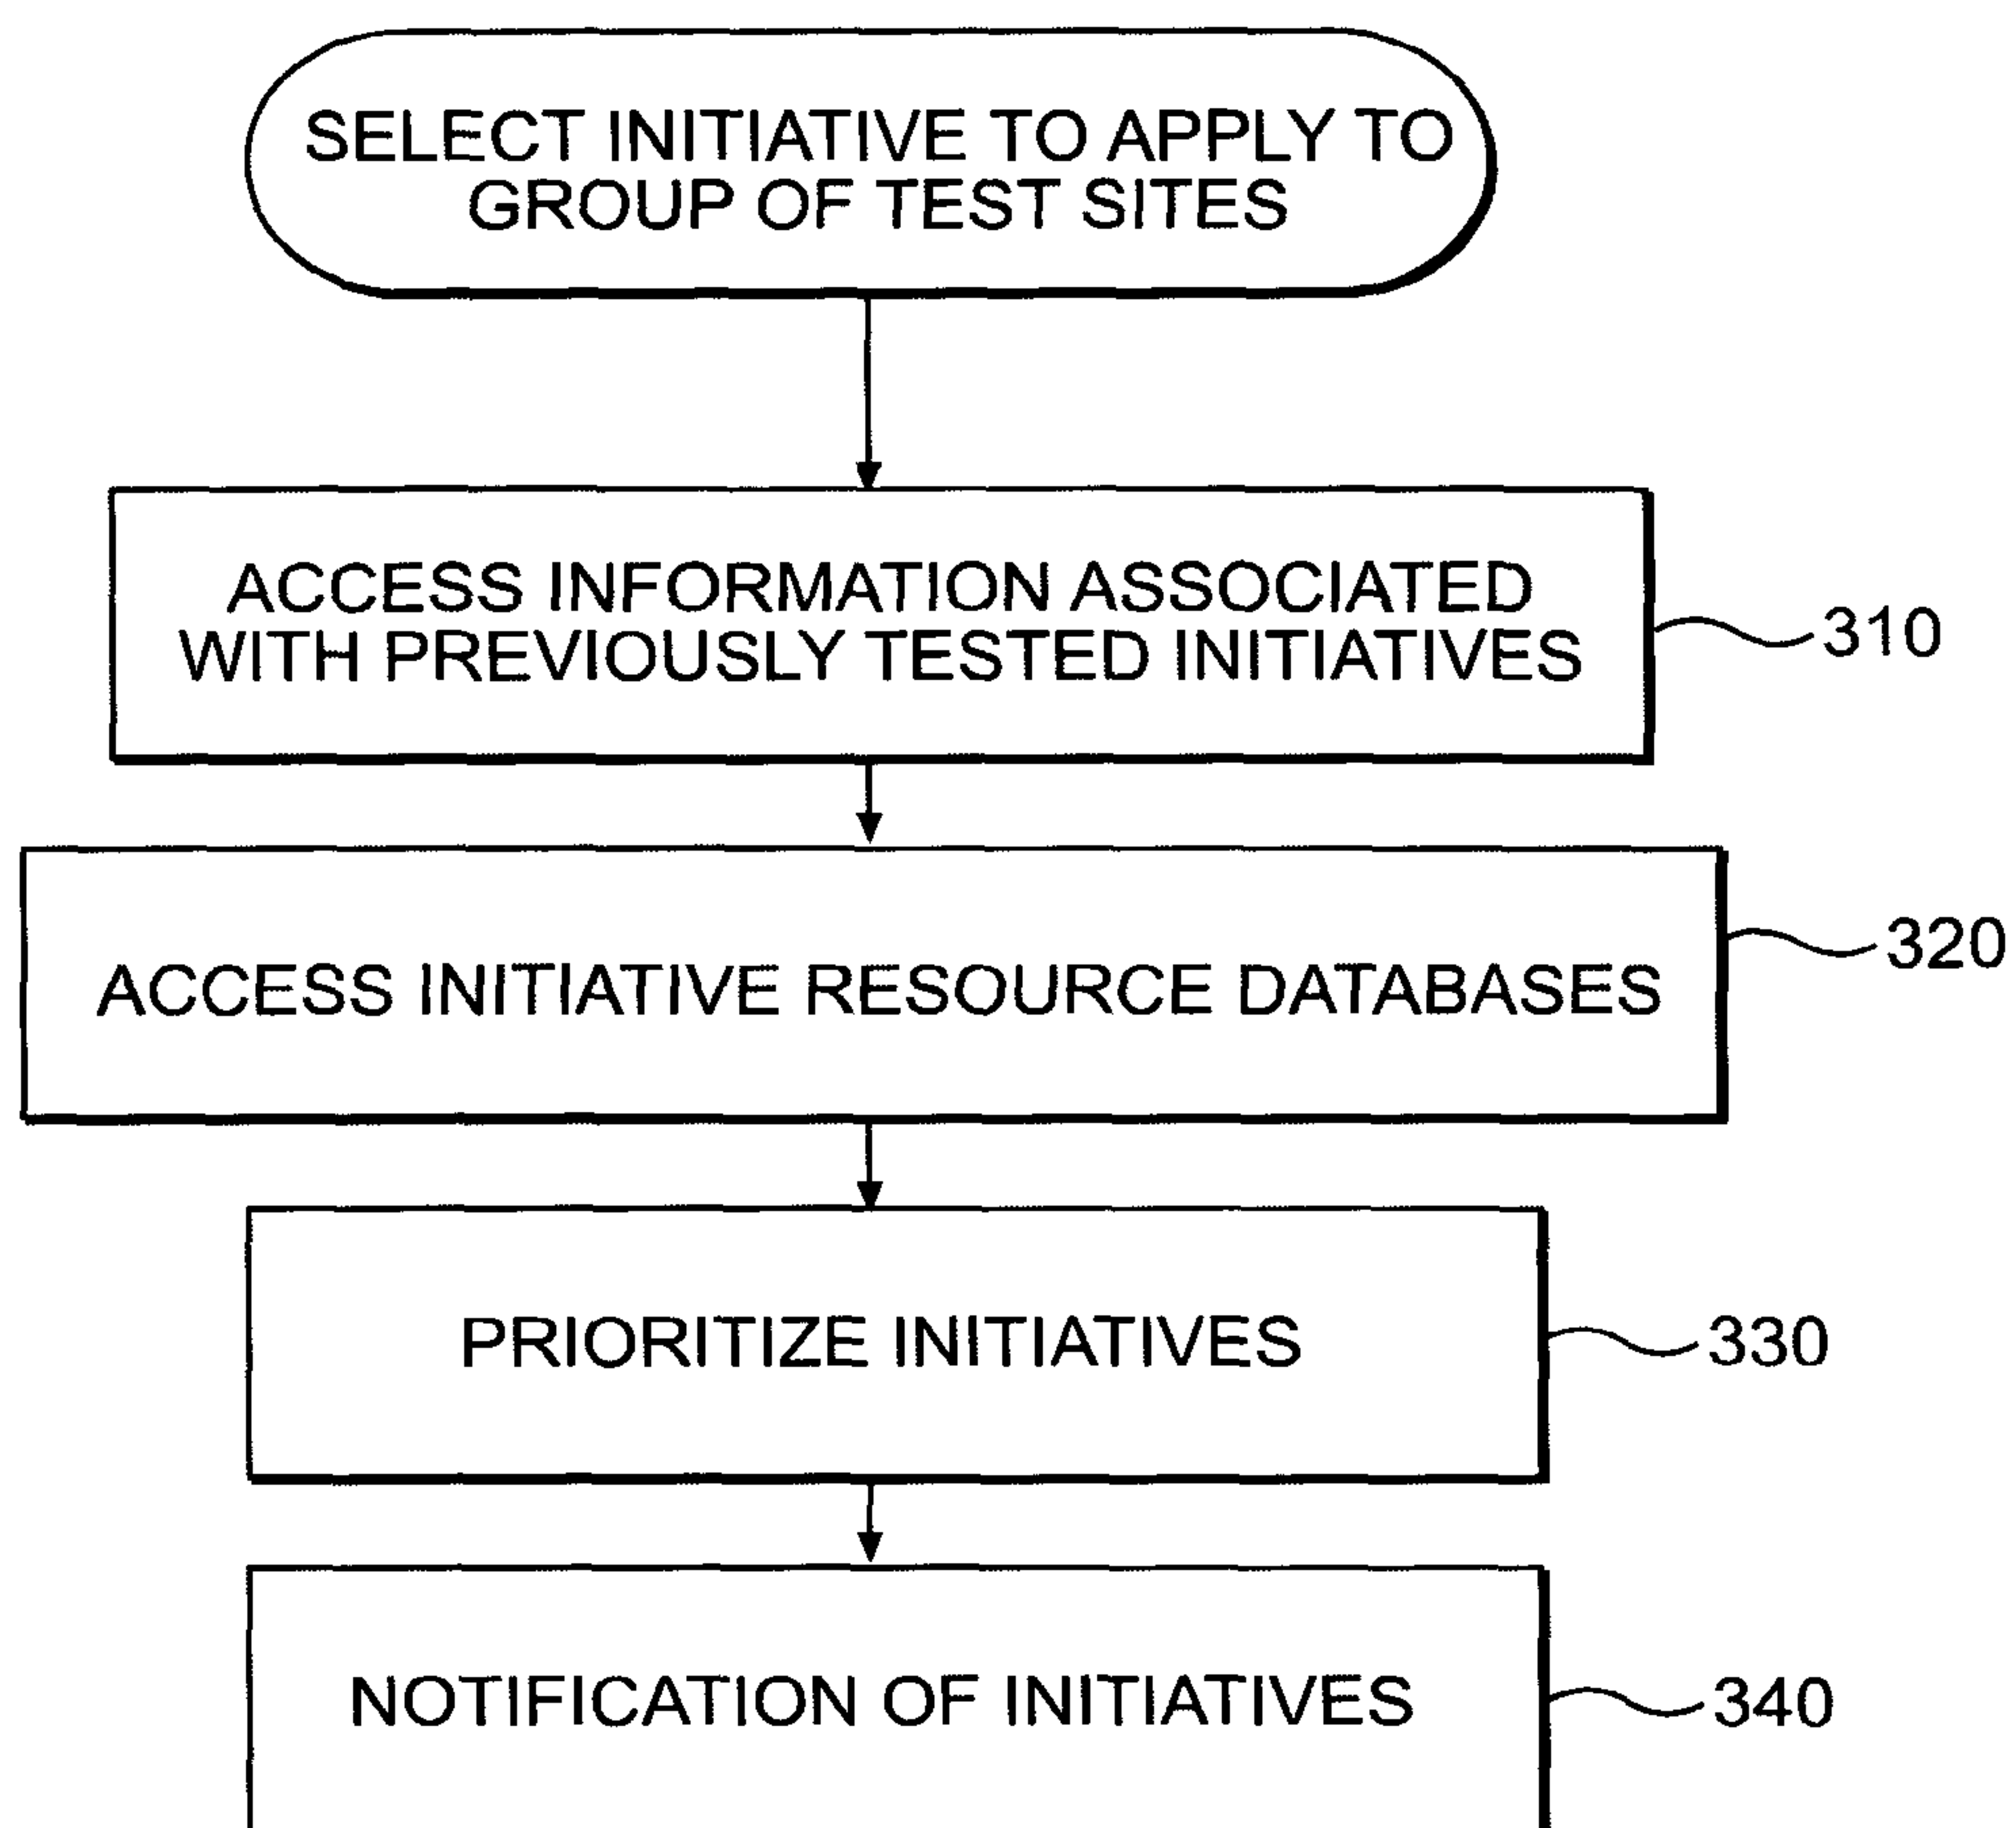 SELECT INITIATIVE TO APPLY TO
GROUP OF TEST SITES
ACCESS INFORMATION ASSOCIATED
WITH PREVIOUSLY TESTED INITIATIVES
310
ACCESS INITIATIVE RESOURCE DATABASES
320
PRIORITIZE INITIATIVES
330
NOTIFICATION OF INITIATIVES
340